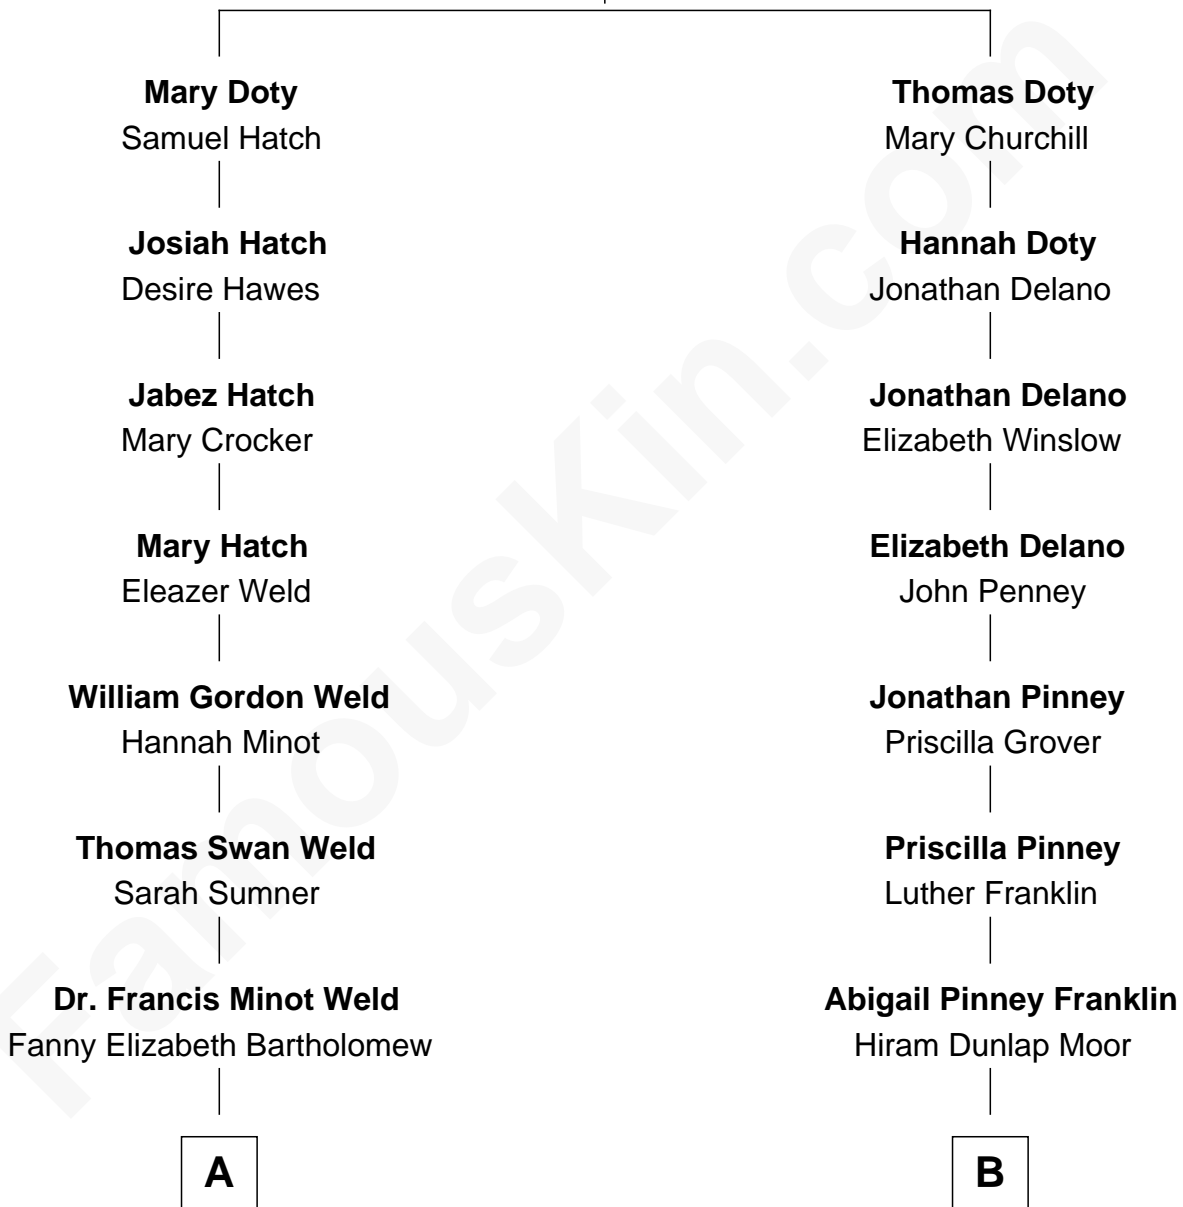 Mary Doty
Samuel Hatch
Josiah Hatch
Desire Hawes
Jabez Hatch
Mary Crocker
Mary Hatch
Eleazer Weld
William Gordon Weld
Hannah Minot
Thomas Swan Weld
Sarah Sumner
Dr. Francis Minot Weld
Fanny Elizabeth Bartholomew
A
Thomas Doty
Mary Churchill
Hannah Doty
Jonathan Delano
Jonathan Delano
Elizabeth Winslow
Elizabeth Delano
John Penney
Jonathan Pinney
Priscilla Grover
Priscilla Pinney
Luther Franklin
Abigail Pinney Franklin
Hiram Dunlap Moor
B
FamousKin.com